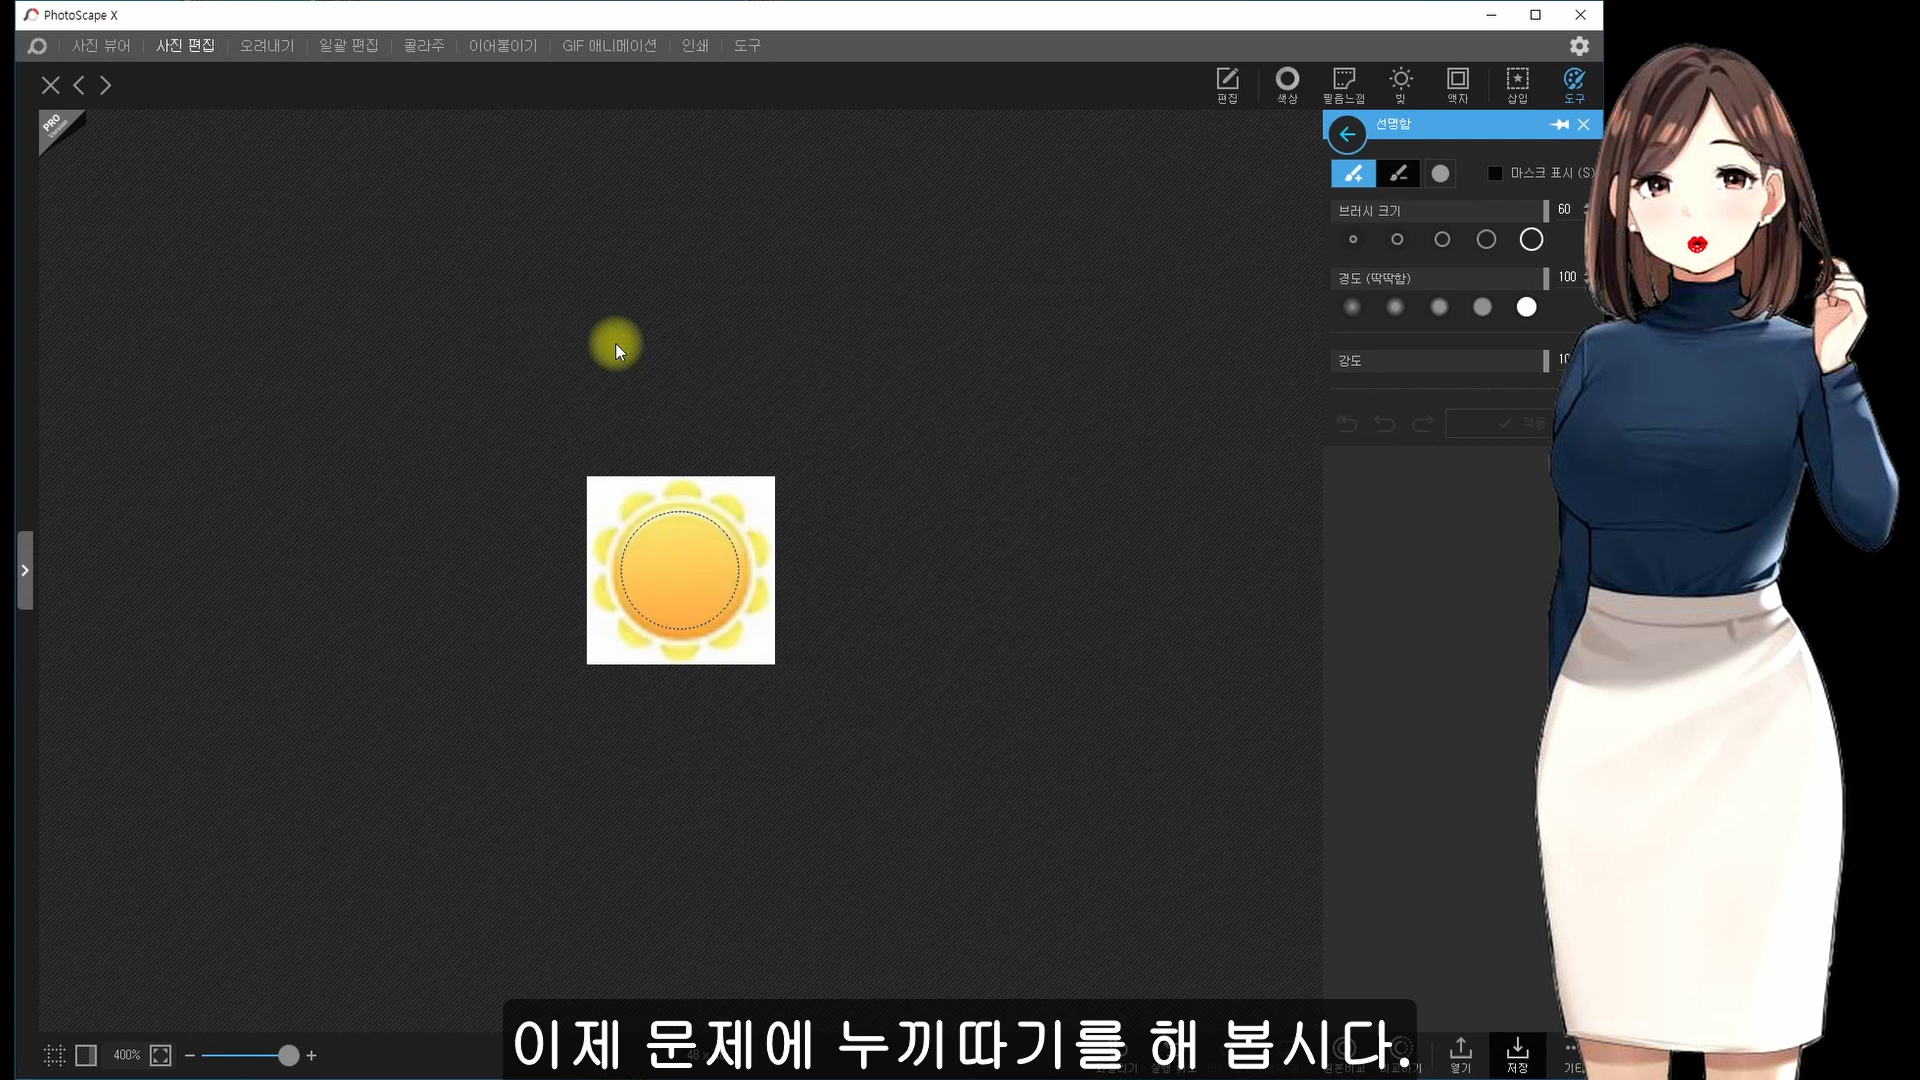 PhotoScape X
사진 뷰어 사진 편집 오려내기 일괄 편집 콜라주 이어붙이기 GIF 애니메이션 인쇄 도구
편집 색상 필름느낌 빛 액자 삽입 도구
PRO
Version
선명함
마스크 표시 (S)
브러시 크기 60
경도 (딱딱함) 100
강도
적용
400%
열기 저장
이제 문제에 누끼따기를 해 봅시다.